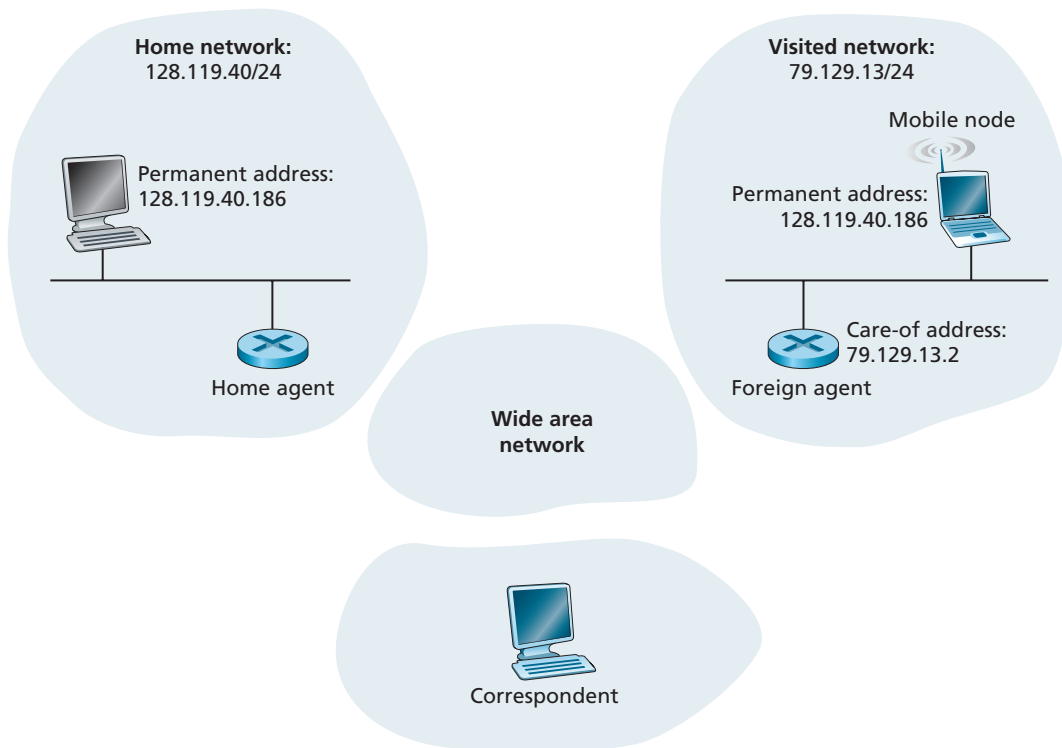 Home network:
128.119.40/24
Permanent address:
128.119.40.186
Home agent
Visited network:
79.129.13/24
Mobile node
Permanent address:
128.119.40.186
Care-of address:
79.129.13.2
Foreign agent
Wide area
network
Correspondent